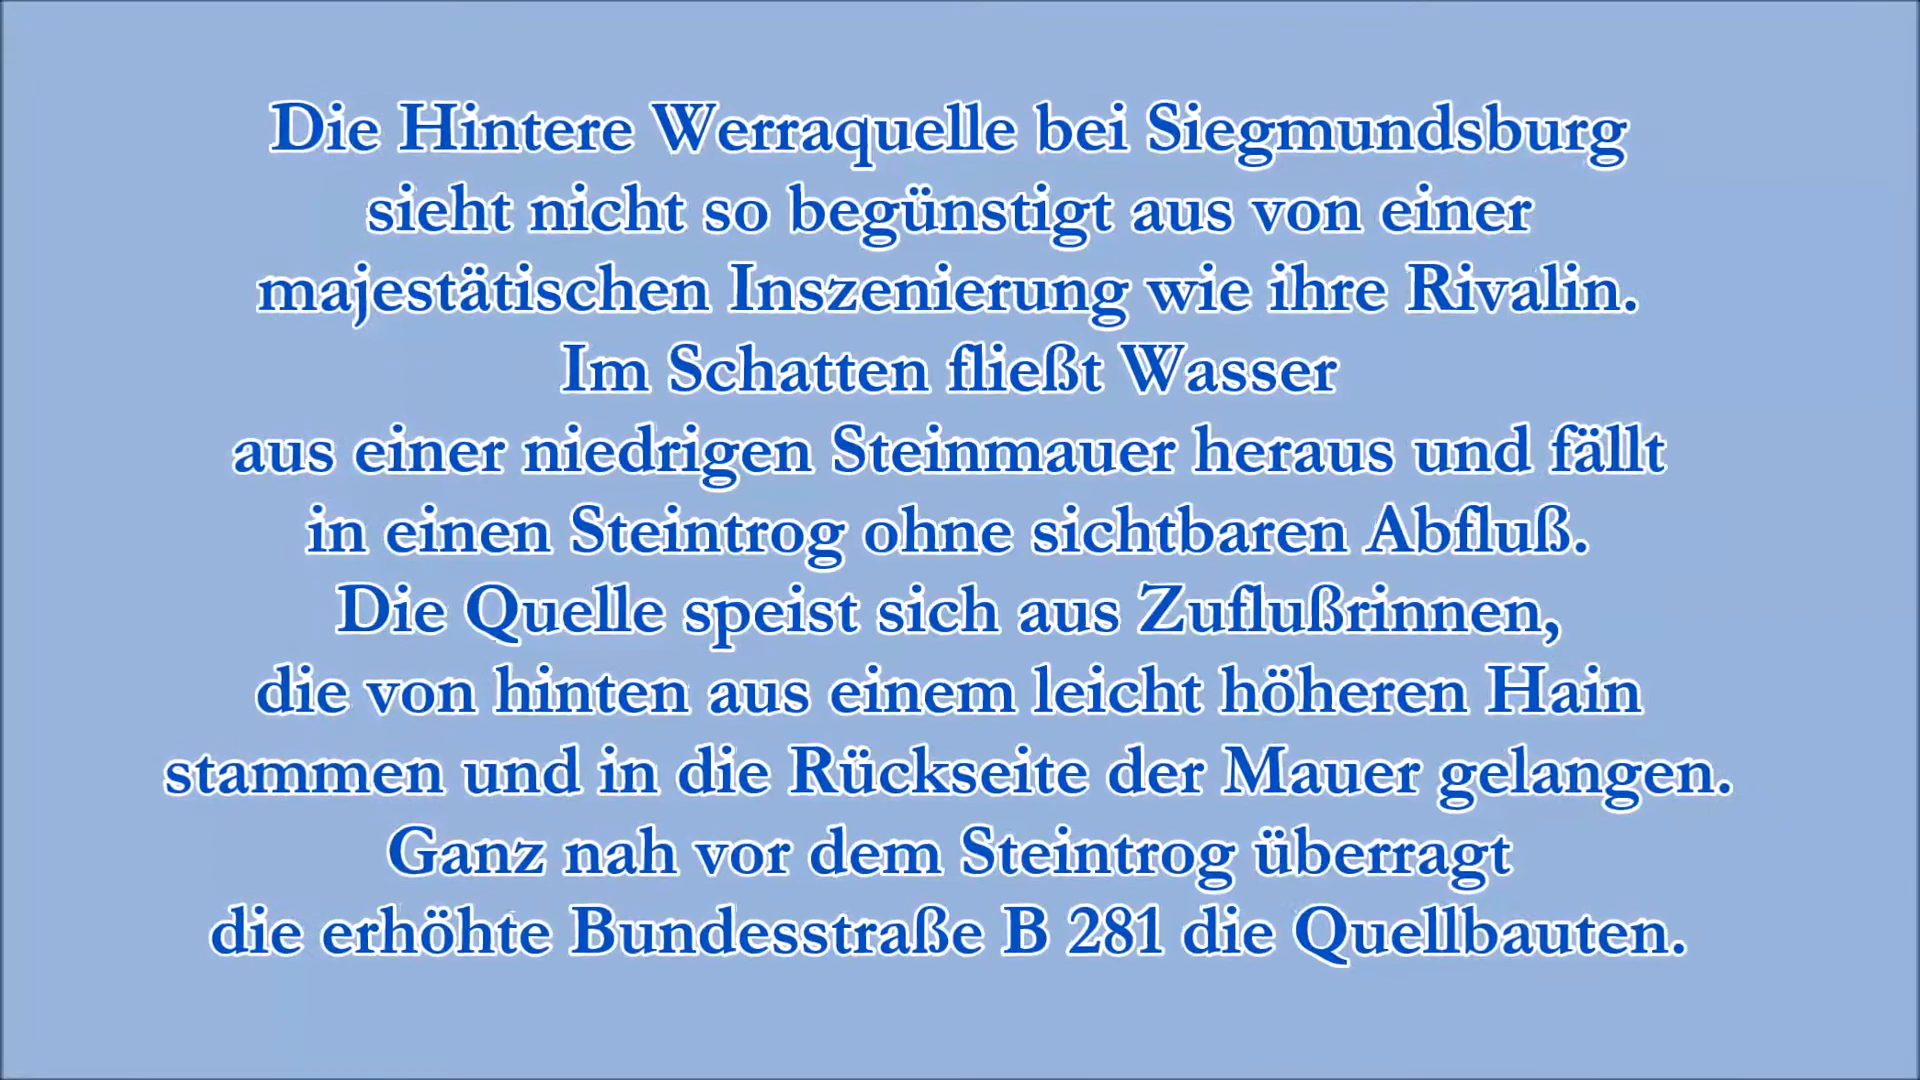 Die Hintere Werraquelle bei Siegmundsburg
sieht nicht so begünstigt aus von einer
majestätischen Inszenierung wie ihre Rivalin.
Im Schatten fließt Wasser
aus einer niedrigen Steinmauer heraus und fällt
in einen Steintrog ohne sichtbaren Abfluß.
Die Quelle speist sich aus Zuflußrinnen,
die von hinten aus einem leicht höheren Hain
stammen und in die Rückseite der Mauer gelangen.
Ganz nah vor dem Steintrog überragt
die erhöhte Bundesstraße B 281 die Quellbauten.